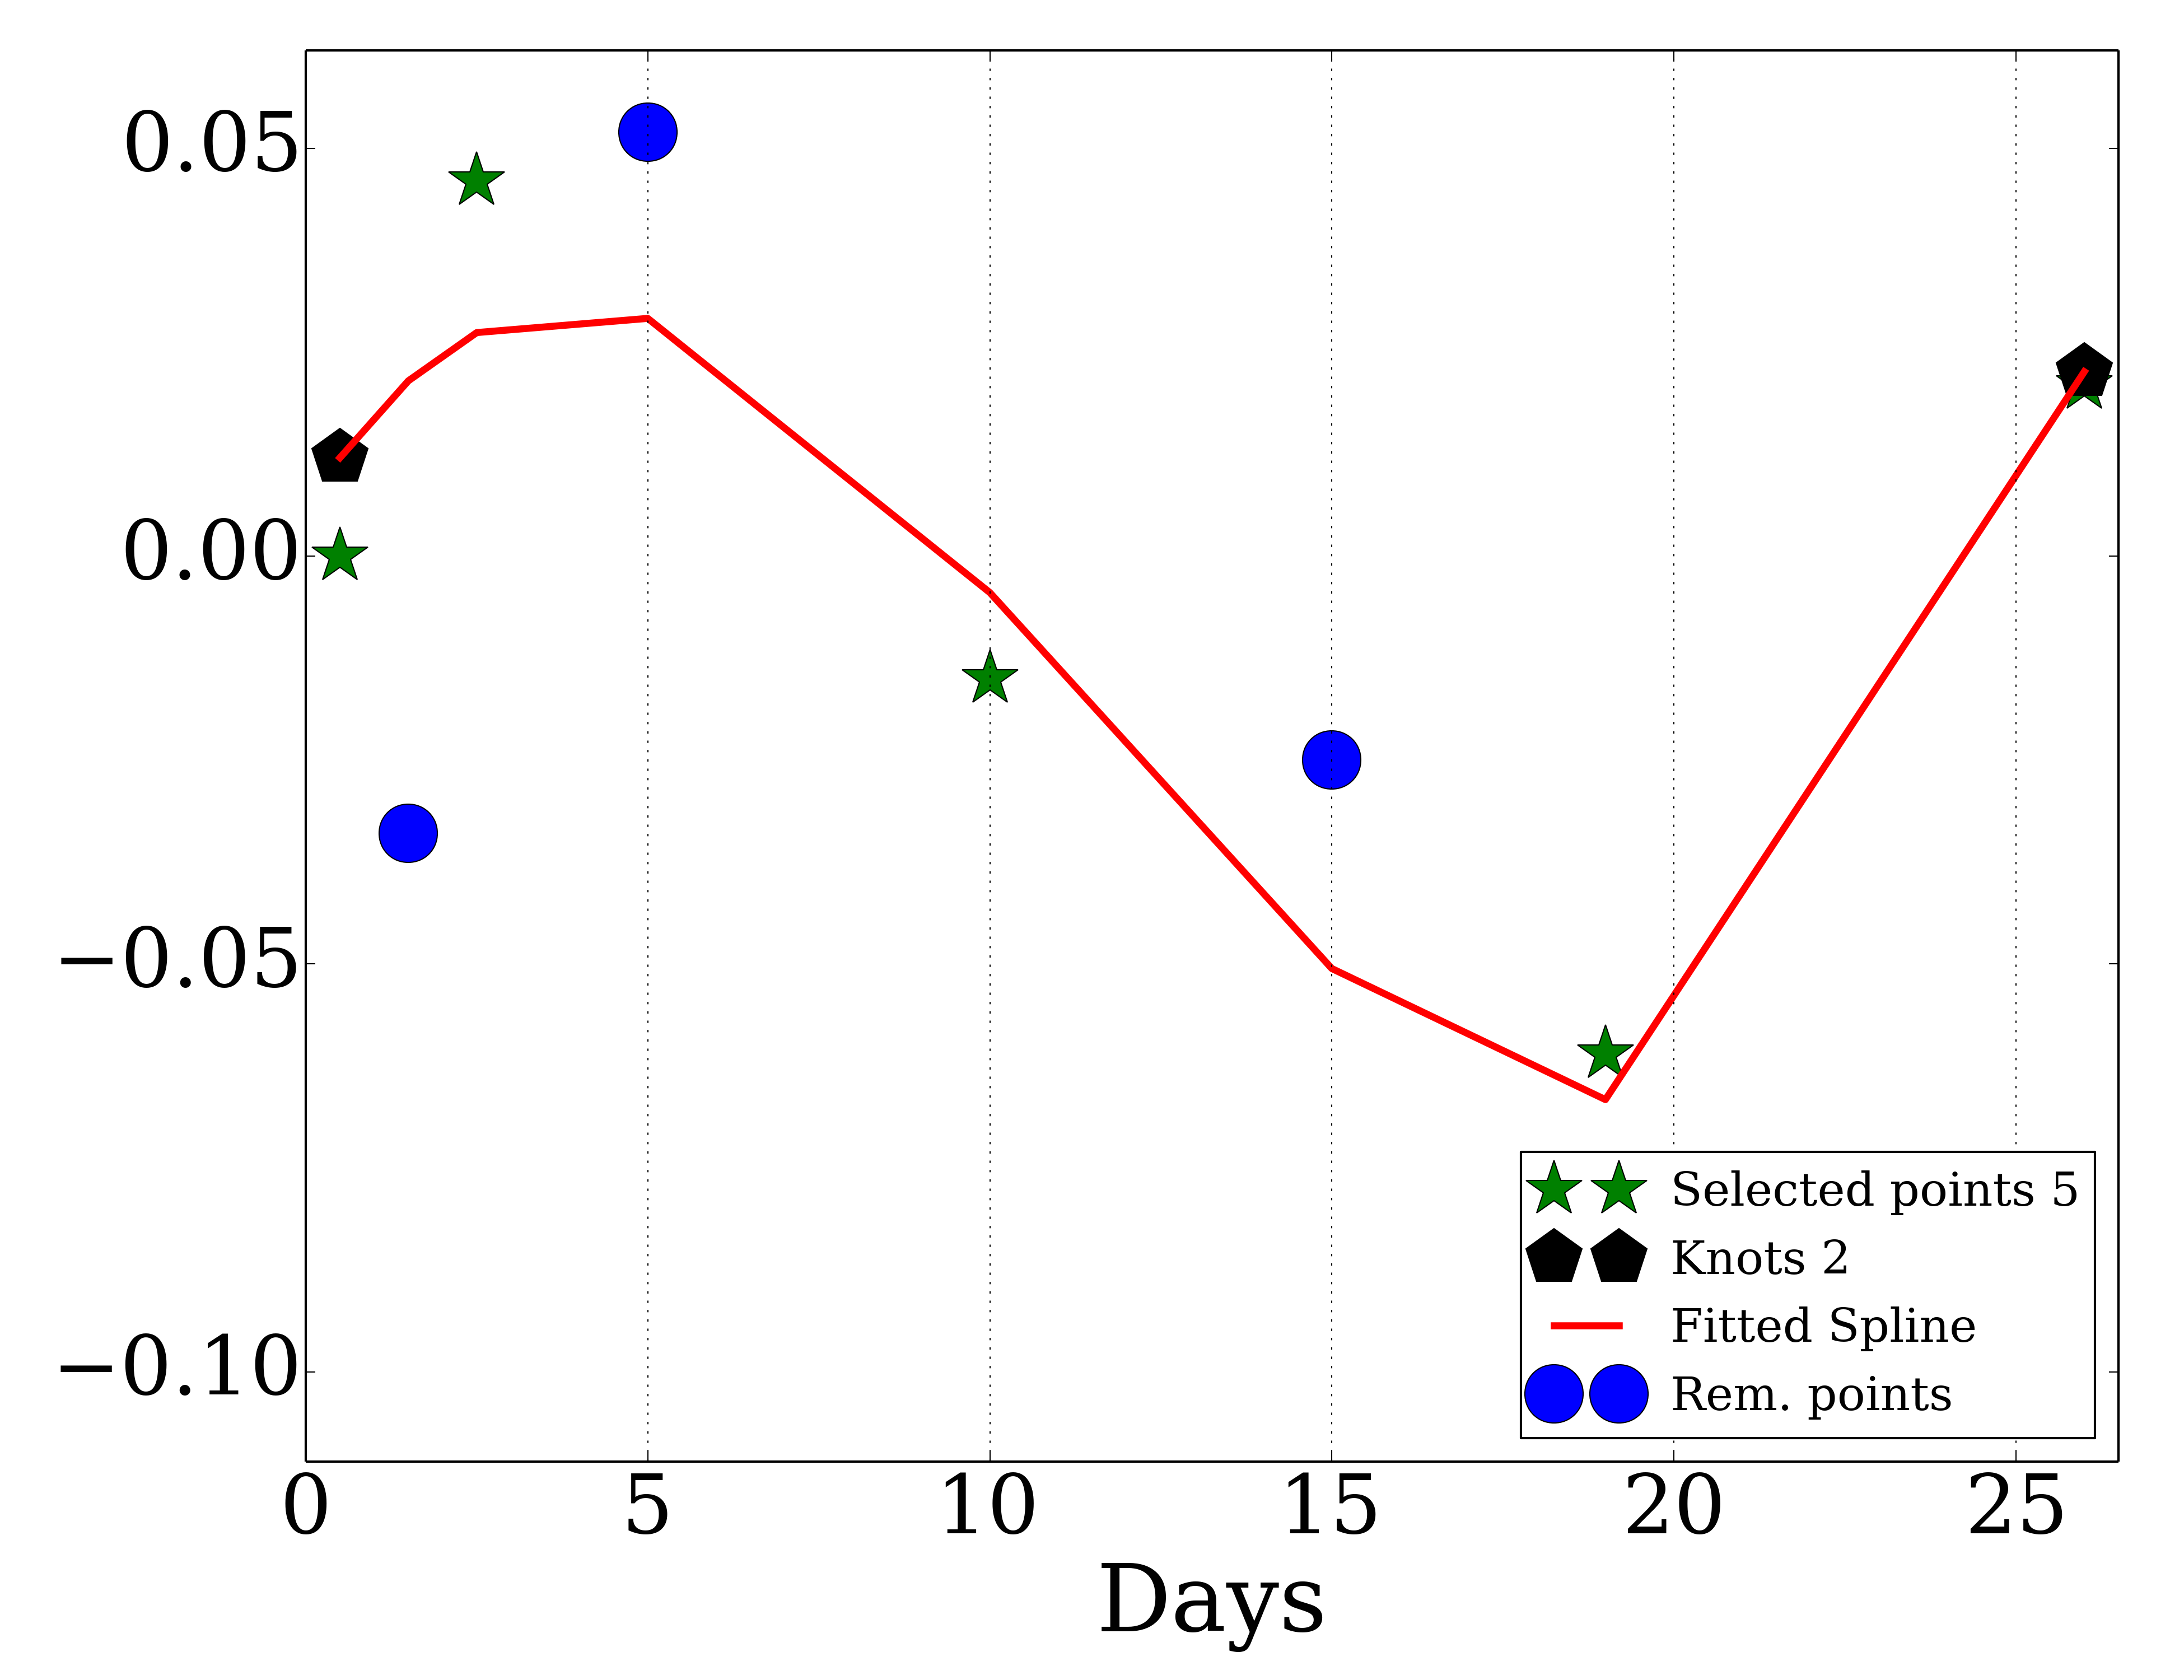 0.05
0.00
−0.05
−0.10
Selected points 5
Knots 2
Fitted Spline
Rem. points
0 5 10 15 20 25
Days